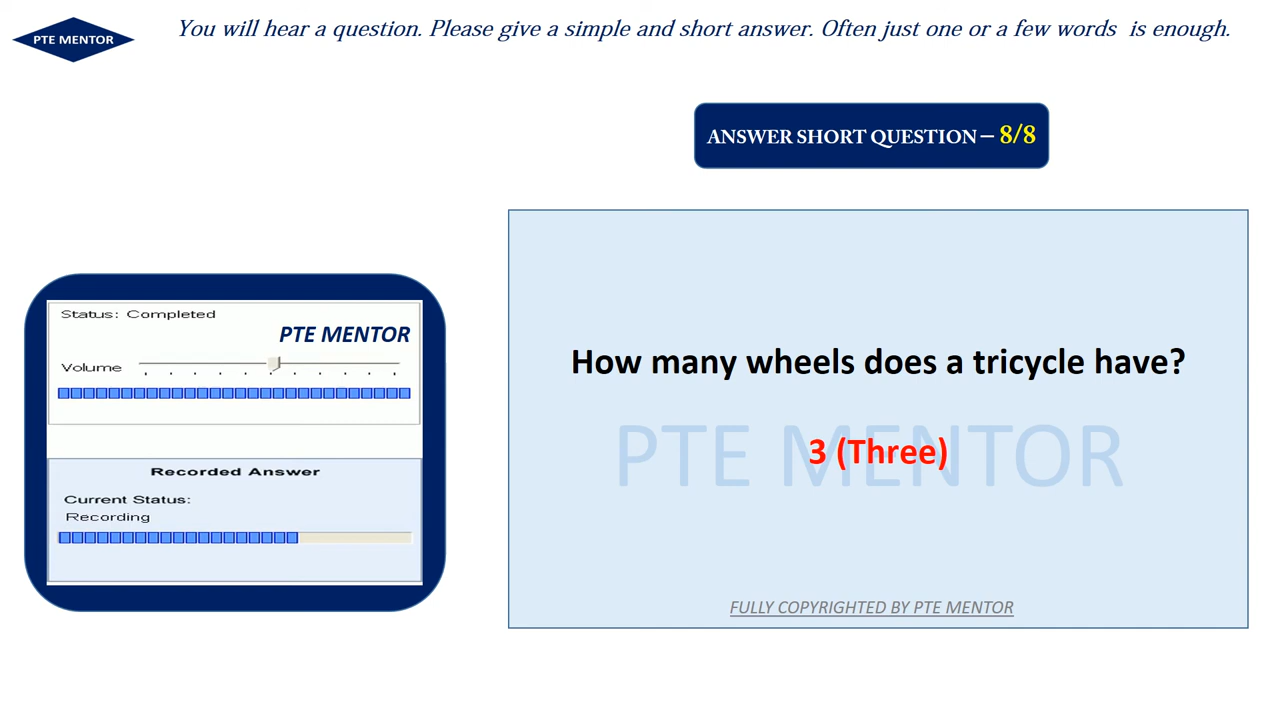 PTE MENTOR
You will hear a question. Please give a simple and short answer. Often just one or a few words is enough.
ANSWER SHORT QUESTION – 8/8
Status: Completed
PTE MENTOR
Volume
Recorded Answer
Current Status:
Recording
How many wheels does a tricycle have?
PTE MENTOR
3 (Three)
FULLY COPYRIGHTED BY PTE MENTOR